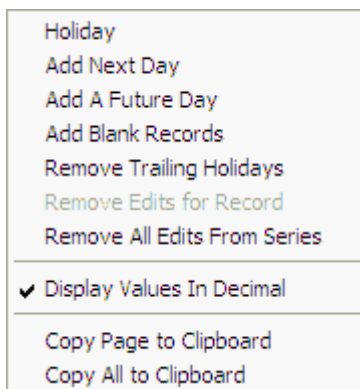 Holiday
Add Next Day
Add A Future Day
Add Blank Records
Remove Trailing Holidays
Remove Edits for Record
Remove All Edits From Series
Display Values In Decimal
Copy Page to Clipboard
Copy All to Clipboard